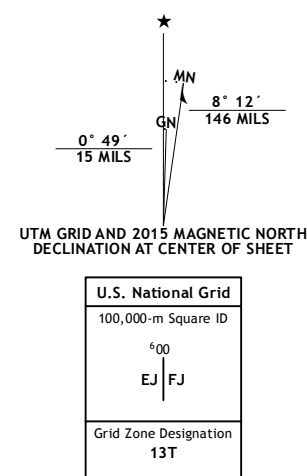 ★
MN
GN
8° 12´
146 MILS
0° 49´
15 MILS
UTM GRID AND 2015 MAGNETIC NORTH
DECLINATION AT CENTER OF SHEET
U.S. National Grid
100,000-m Square ID
⁶00
EJ FJ
Grid Zone Designation
13T